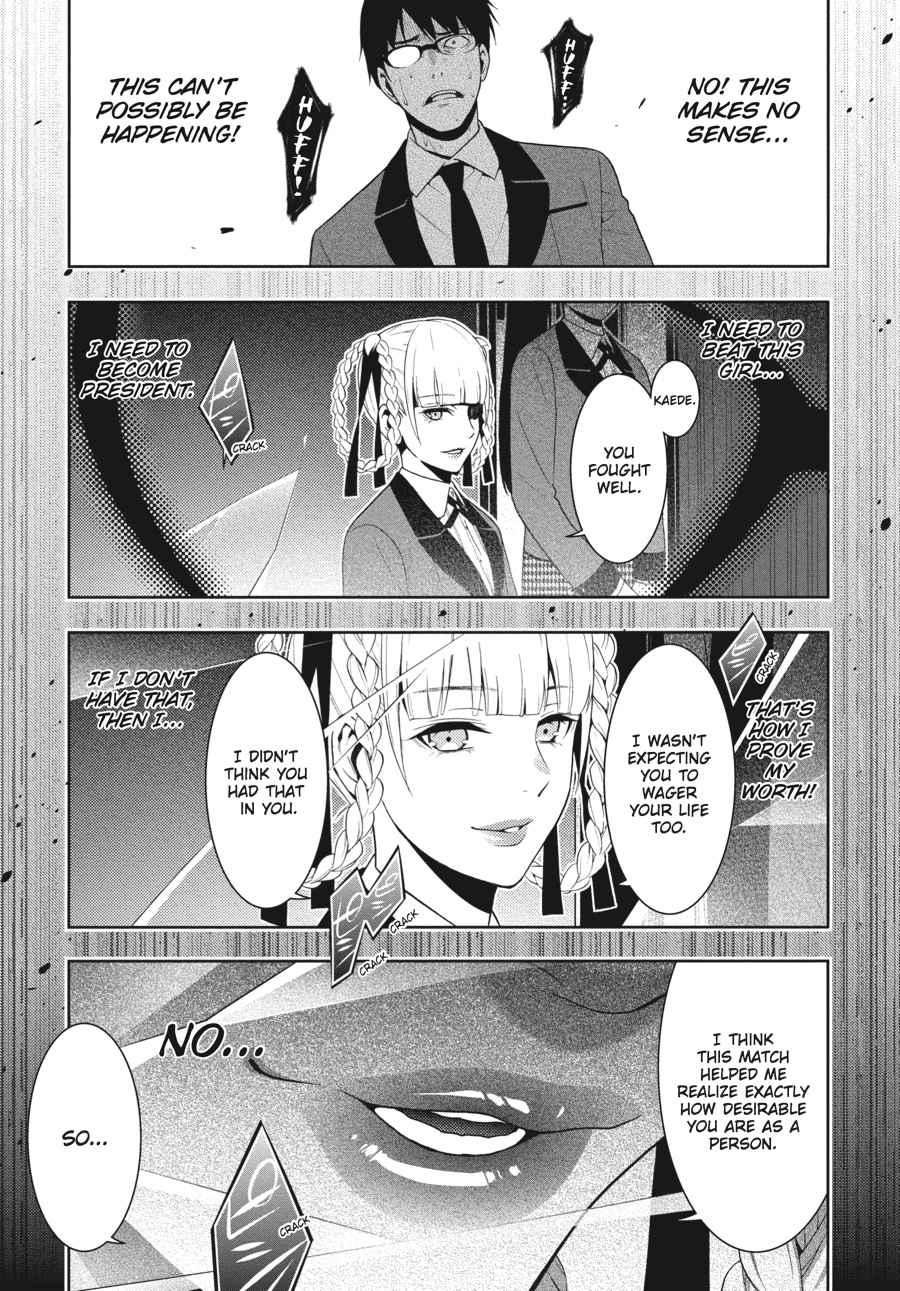 NO! THIS
MAKES NO
SENSE...
HUFF...
HUFF!
THIS CAN'T
POSSIBLY BE
HAPPENING!
I NEED TO
BEAT THIS
GIRL...
KAEDE.
YOU
FOUGHT
WELL.
I NEED TO
BECOME
PRESIDENT.
CRACK
CRACK
THAT'S
HOW I
PROVE
MY
WORTH!
I WASN'T
EXPECTING
YOU TO
WAGER
YOUR LIFE
TOO.
I DIDN'T
THINK YOU
HAD THAT
IN YOU.
IF I DON'T
HAVE THAT,
THEN I...
CRACK
CRACK
I THINK
THIS MATCH
HELPED ME
REALIZE EXACTLY
HOW DESIRABLE
YOU ARE AS A
PERSON.
NO...
CRACK
SO...